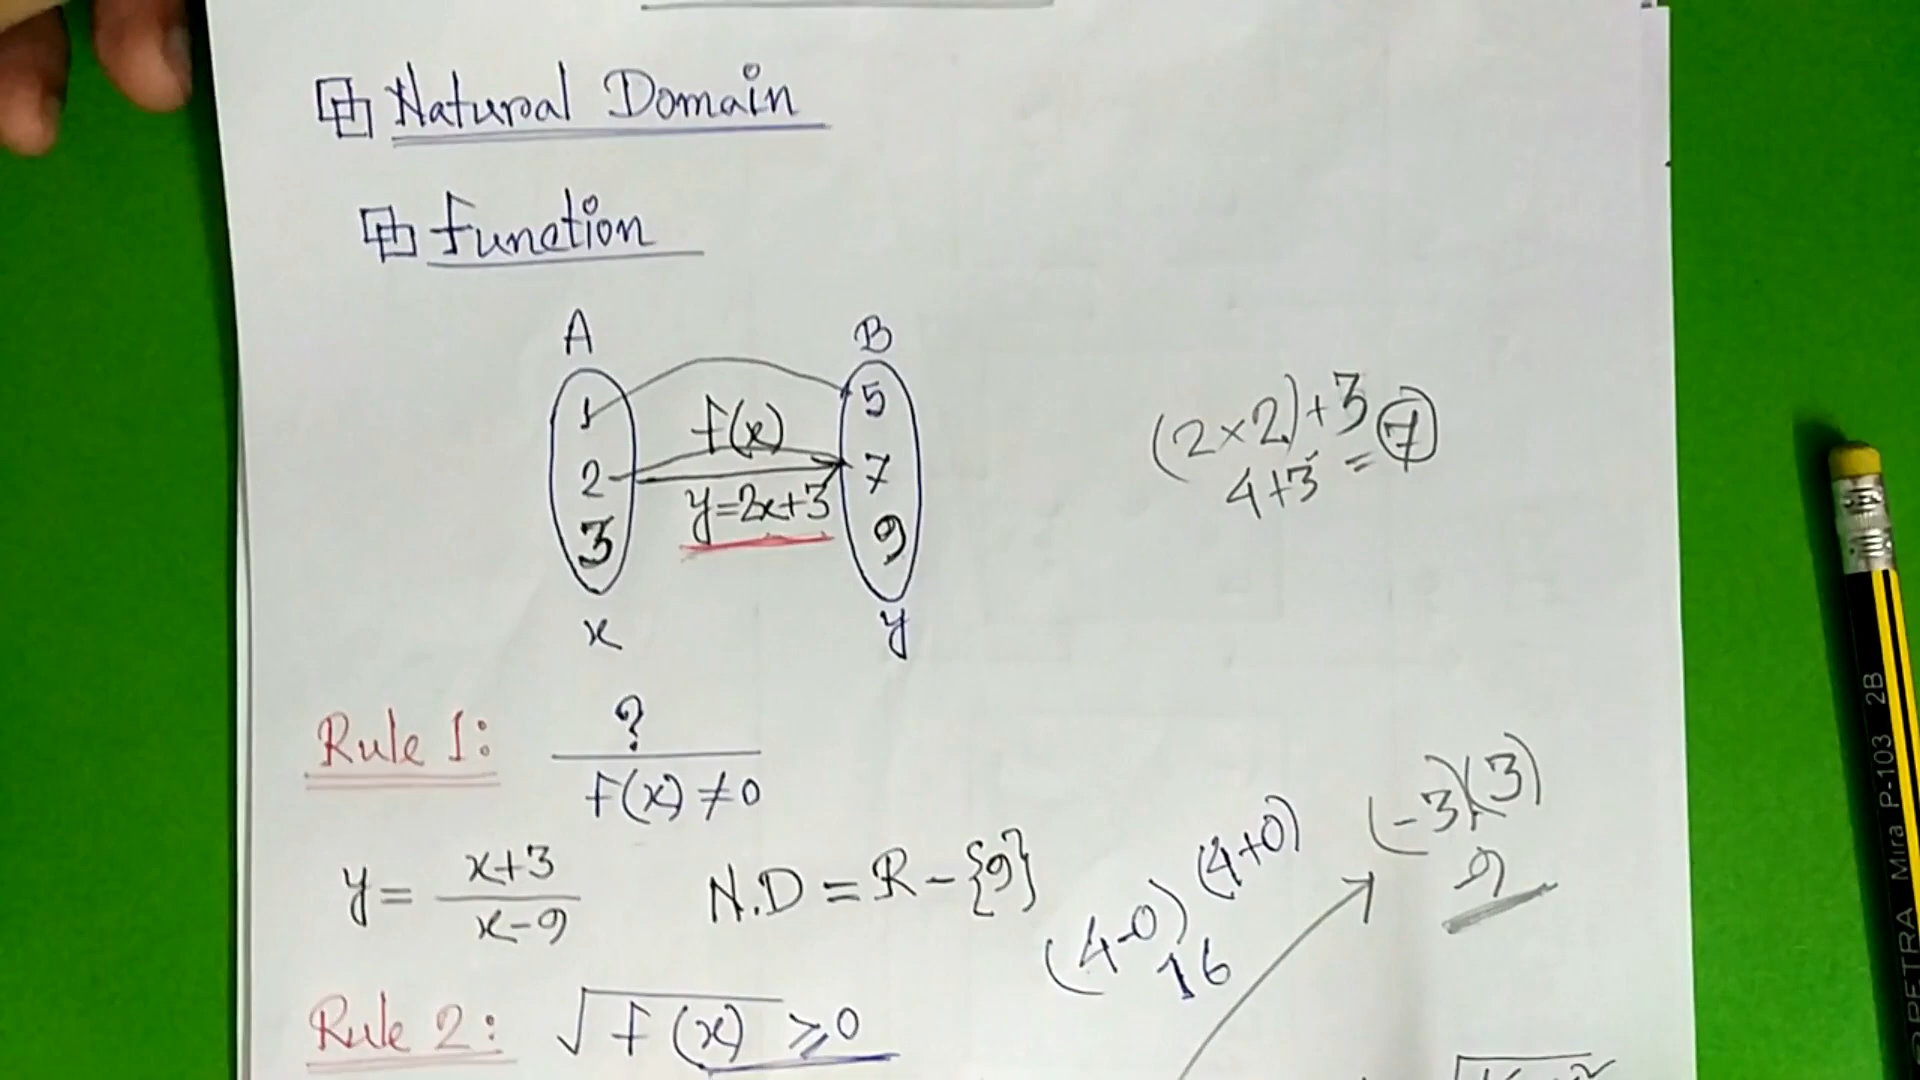 Natural Domain
Function
A B
1 f(x) 5
2 7
y=2x+3
3 9
x y
(2×2)+3
4+3 = 7
Rule 1: ?
f(x) ≠ 0
(-3)(3)
9
y = x+3
x-9
N.D = R - {9}
(4-0) (4+0)
16
Rule 2: √f(x) ≥ 0
Mira P-103 2B